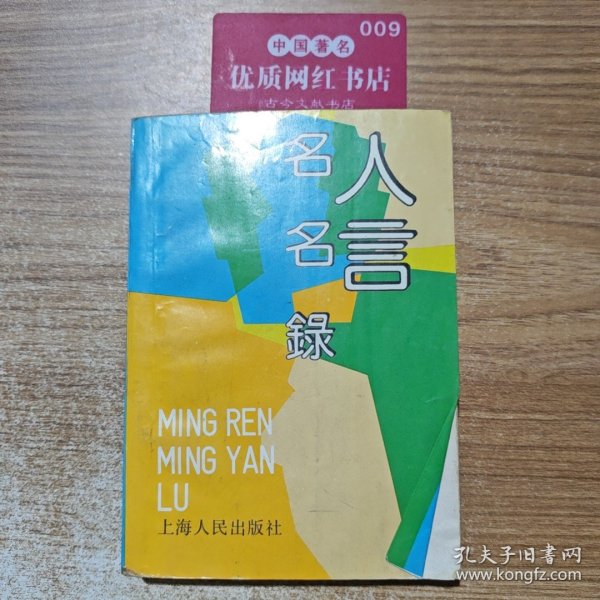 009
中国著名
优质网红书店
古今文献书店
名人
名言
錄
MING REN
MING YAN
LU
上海人民出版社
孔夫子旧书网
www.kongfz.com